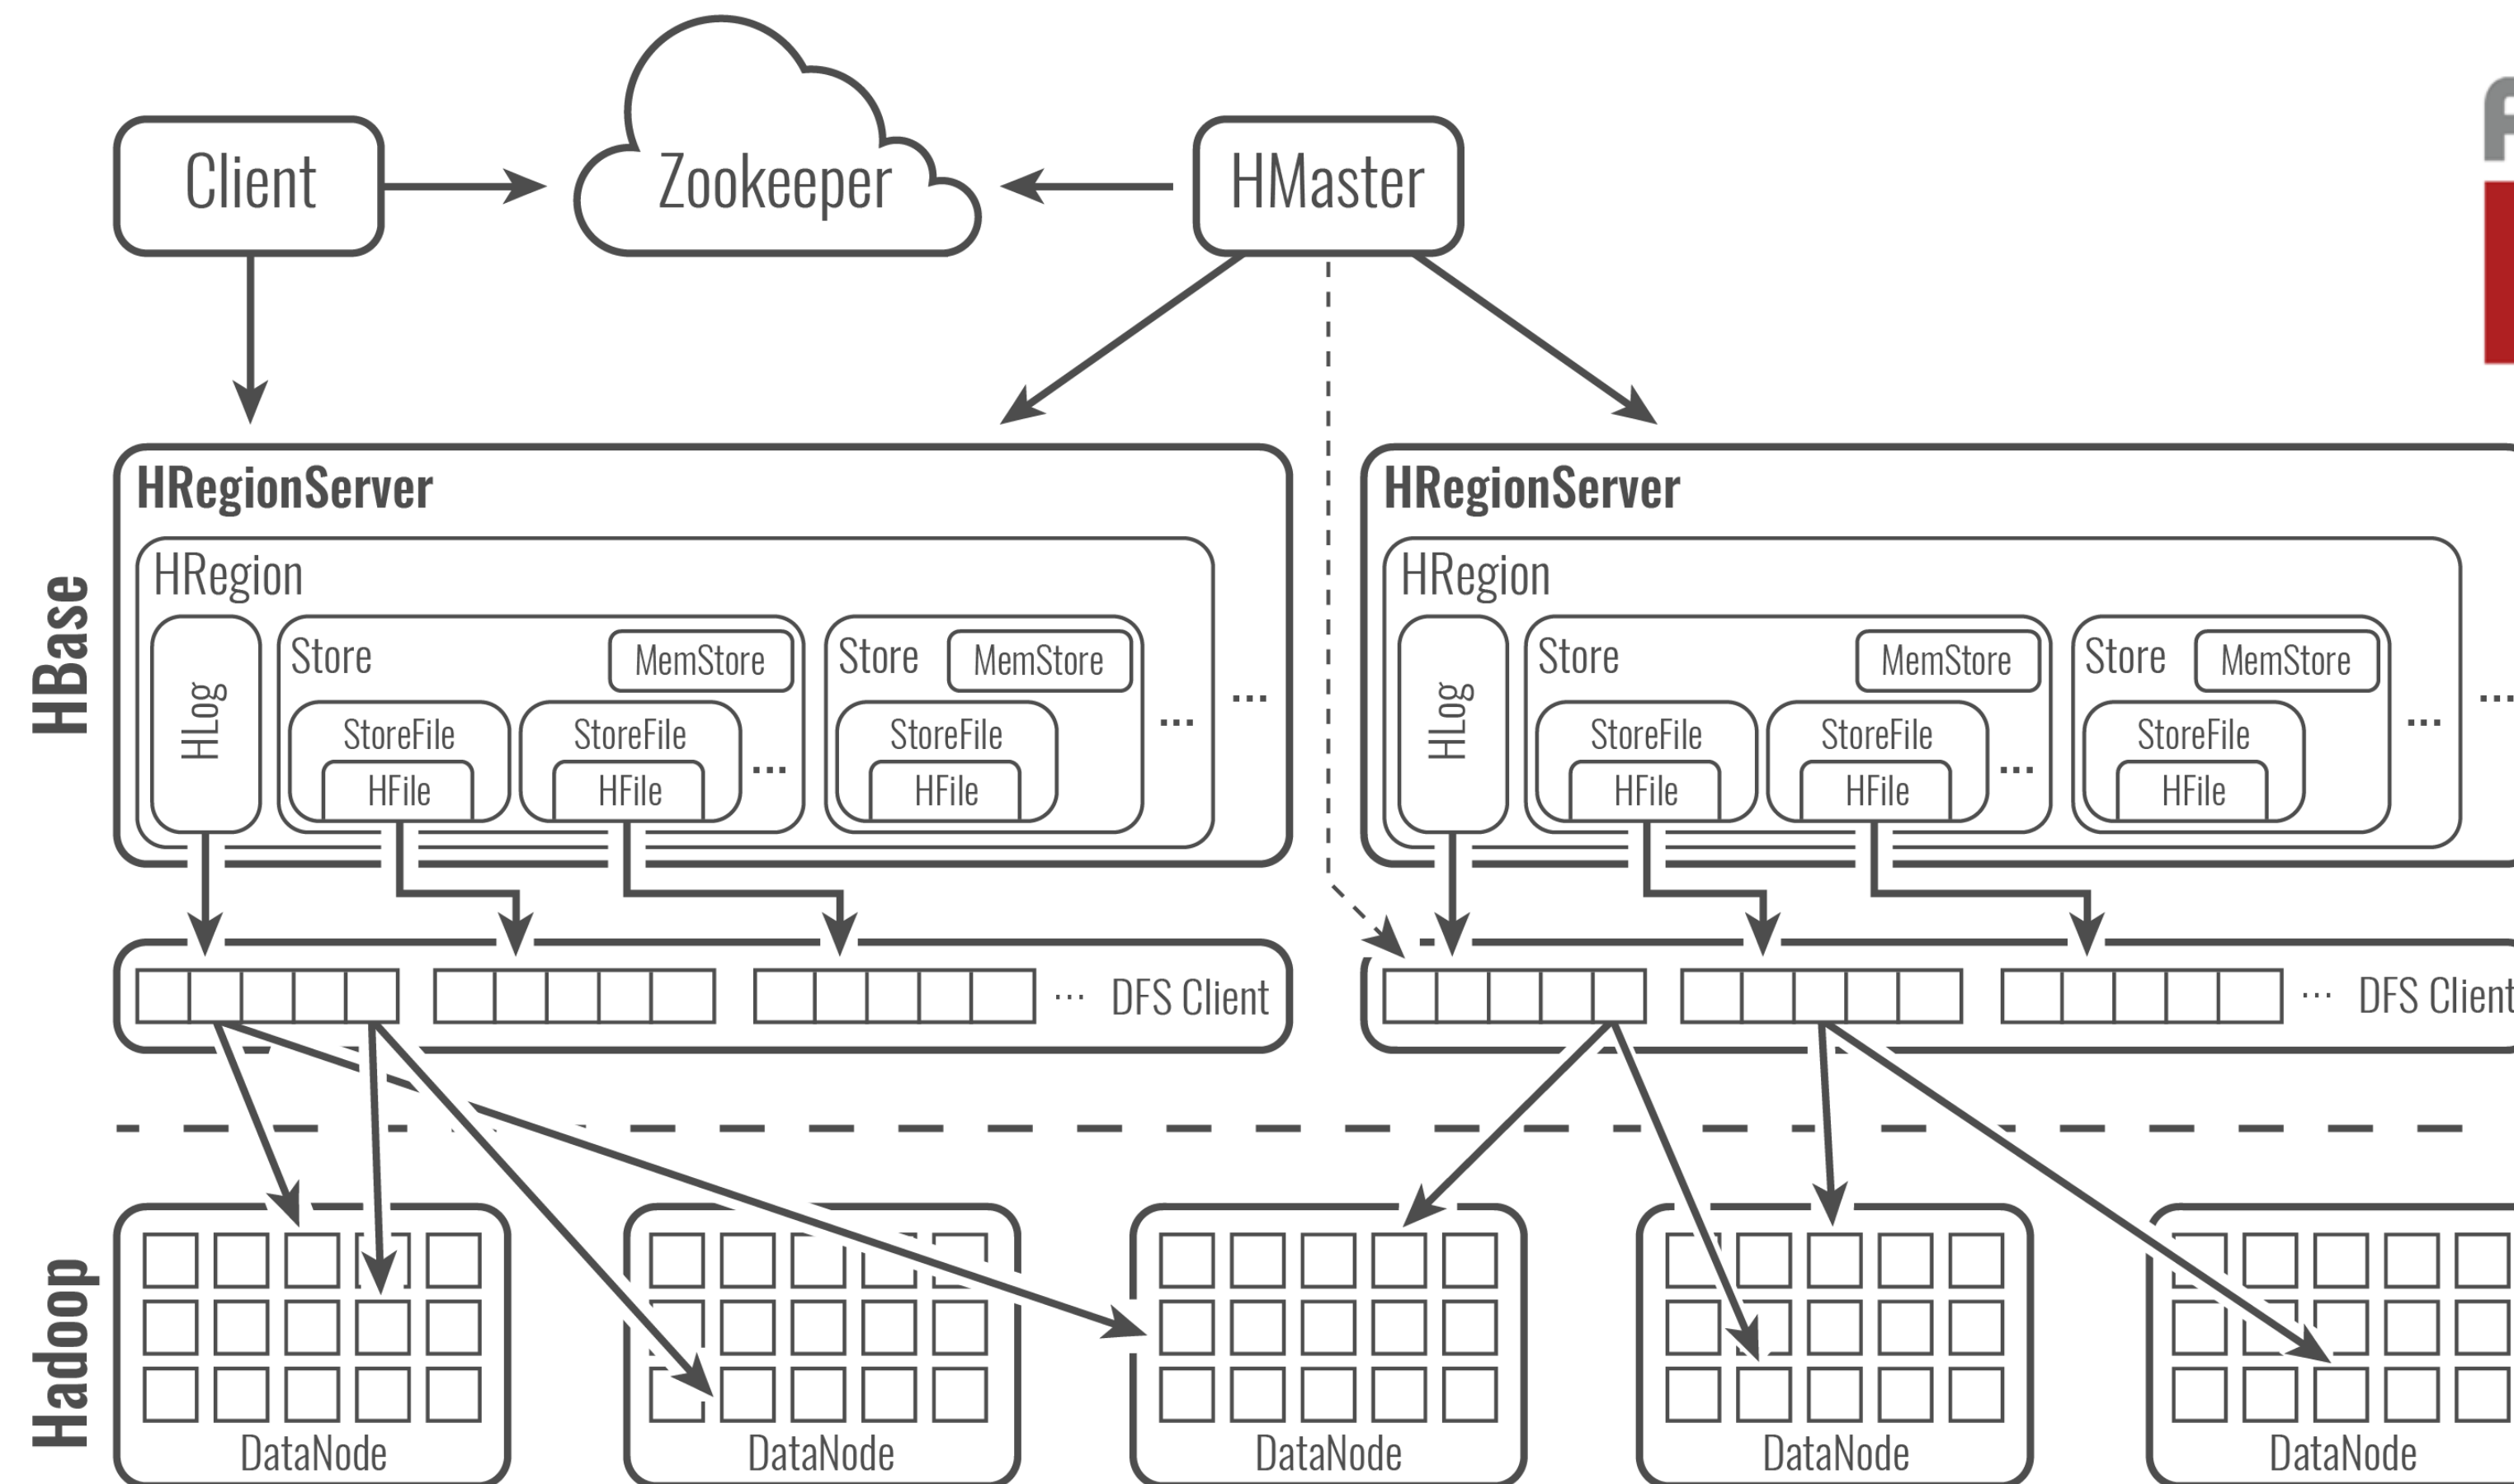 Client
Zookeeper
HMaster
HBase
HRegionServer
HRegion
HLog
Store
MemStore
StoreFile
HFile
StoreFile
HFile
...
Store
MemStore
StoreFile
HFile
...
...
HRegionServer
HRegion
HLog
Store
MemStore
StoreFile
HFile
StoreFile
HFile
...
Store
MemStore
StoreFile
HFile
...
...
... DFS Client
... DFS Client
Hadoop
DataNode
DataNode
DataNode
DataNode
DataNode